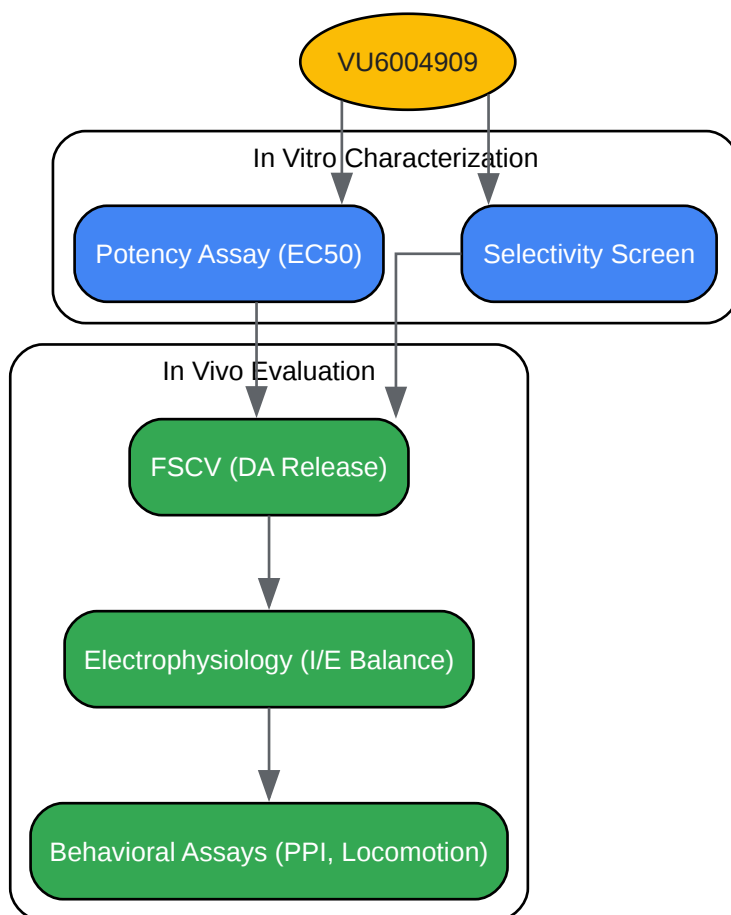 VU6004909
In Vitro Characterization
Potency Assay (EC50)
Selectivity Screen
In Vivo Evaluation
FSCV (DA Release)
Electrophysiology (I/E Balance)
Behavioral Assays (PPI, Locomotion)